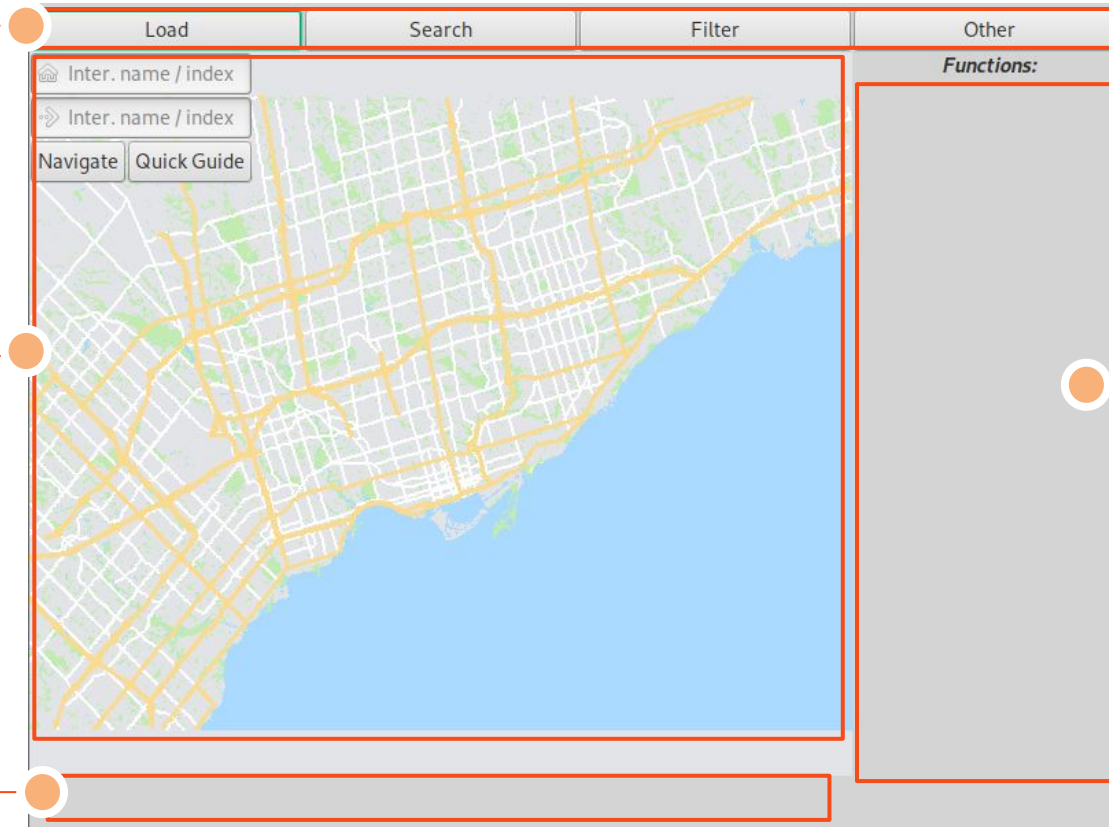 Load Search Filter Other
Functions:
Inter. name / index
Inter. name / index
Navigate Quick Guide